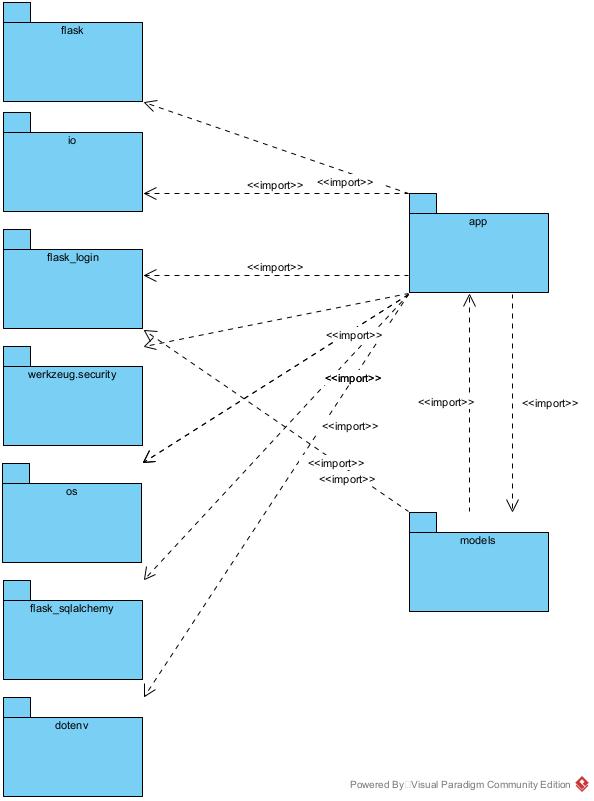 flask
io
<<import>>
<<import>>
app
flask_login
<<import>>
<<import>>
werkzeug.security
<<import>>
<<import>>
<<import>>
<<import>>
<<import>>
<<import>>
os
models
flask_sqlalchemy
dotenv
Powered By Visual Paradigm Community Edition